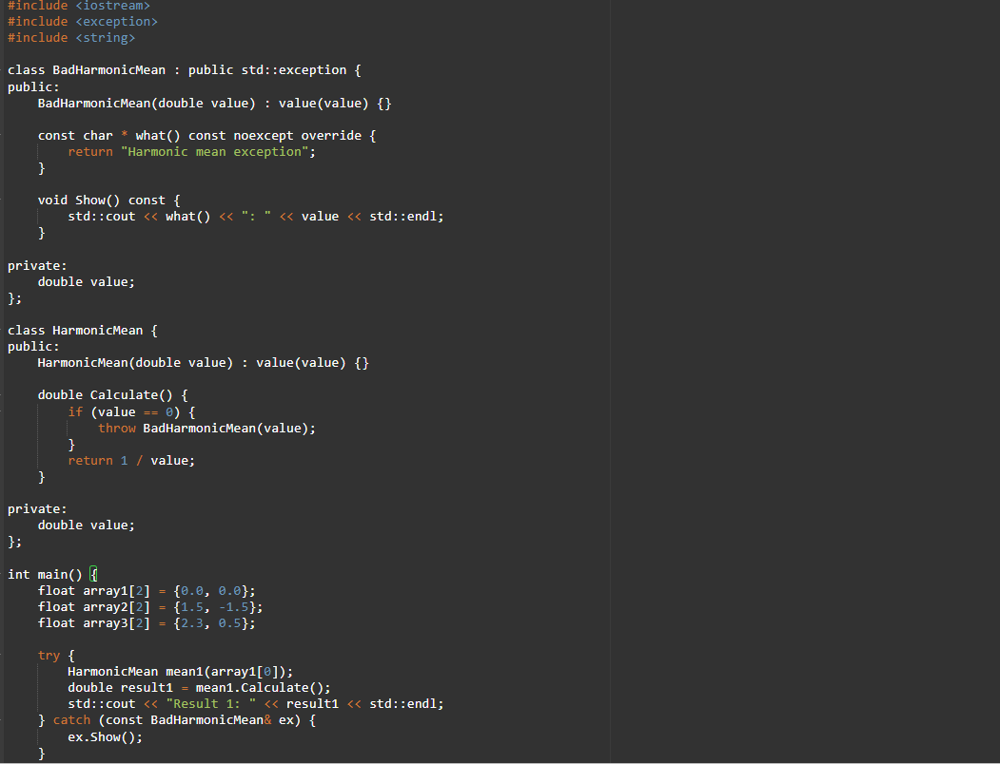 #include <iostream>
#include <exception>
#include <string>

class BadHarmonicMean : public std::exception {
public:
    BadHarmonicMean(double value) : value(value) {}

    const char * what() const noexcept override {
        return "Harmonic mean exception";
    }

    void Show() const {
        std::cout << what() << ": " << value << std::endl;
    }

private:
    double value;
};

class HarmonicMean {
public:
    HarmonicMean(double value) : value(value) {}

    double Calculate() {
        if (value == 0) {
            throw BadHarmonicMean(value);
        }
        return 1 / value;
    }

private:
    double value;
};

int main() {
    float array1[2] = {0.0, 0.0};
    float array2[2] = {1.5, -1.5};
    float array3[2] = {2.3, 0.5};

    try {
        HarmonicMean mean1(array1[0]);
        double result1 = mean1.Calculate();
        std::cout << "Result 1: " << result1 << std::endl;
    } catch (const BadHarmonicMean& ex) {
        ex.Show();
    }